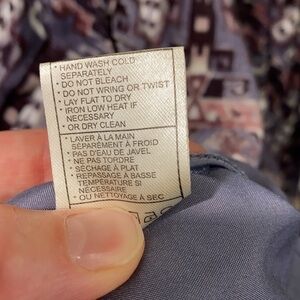 * HAND WASH COLD
SEPARATELY
* DO NOT BLEACH
* DO NOT WRING OR TWIST
* LAY FLAT TO DRY
* IRON LOW HEAT IF
NECESSARY
* OR DRY CLEAN
* LAVER À LA MAIN
SÉPARÉMENT À FROID
* PAS D'EAU DE JAVEL
* NE PAS TORDRE
* SÉCHAGE À PLAT
* REPASSAGE À BASSE
TEMPÉRATURE SI
NÉCESSAIRE
* OU NETTOYAGE À SEC